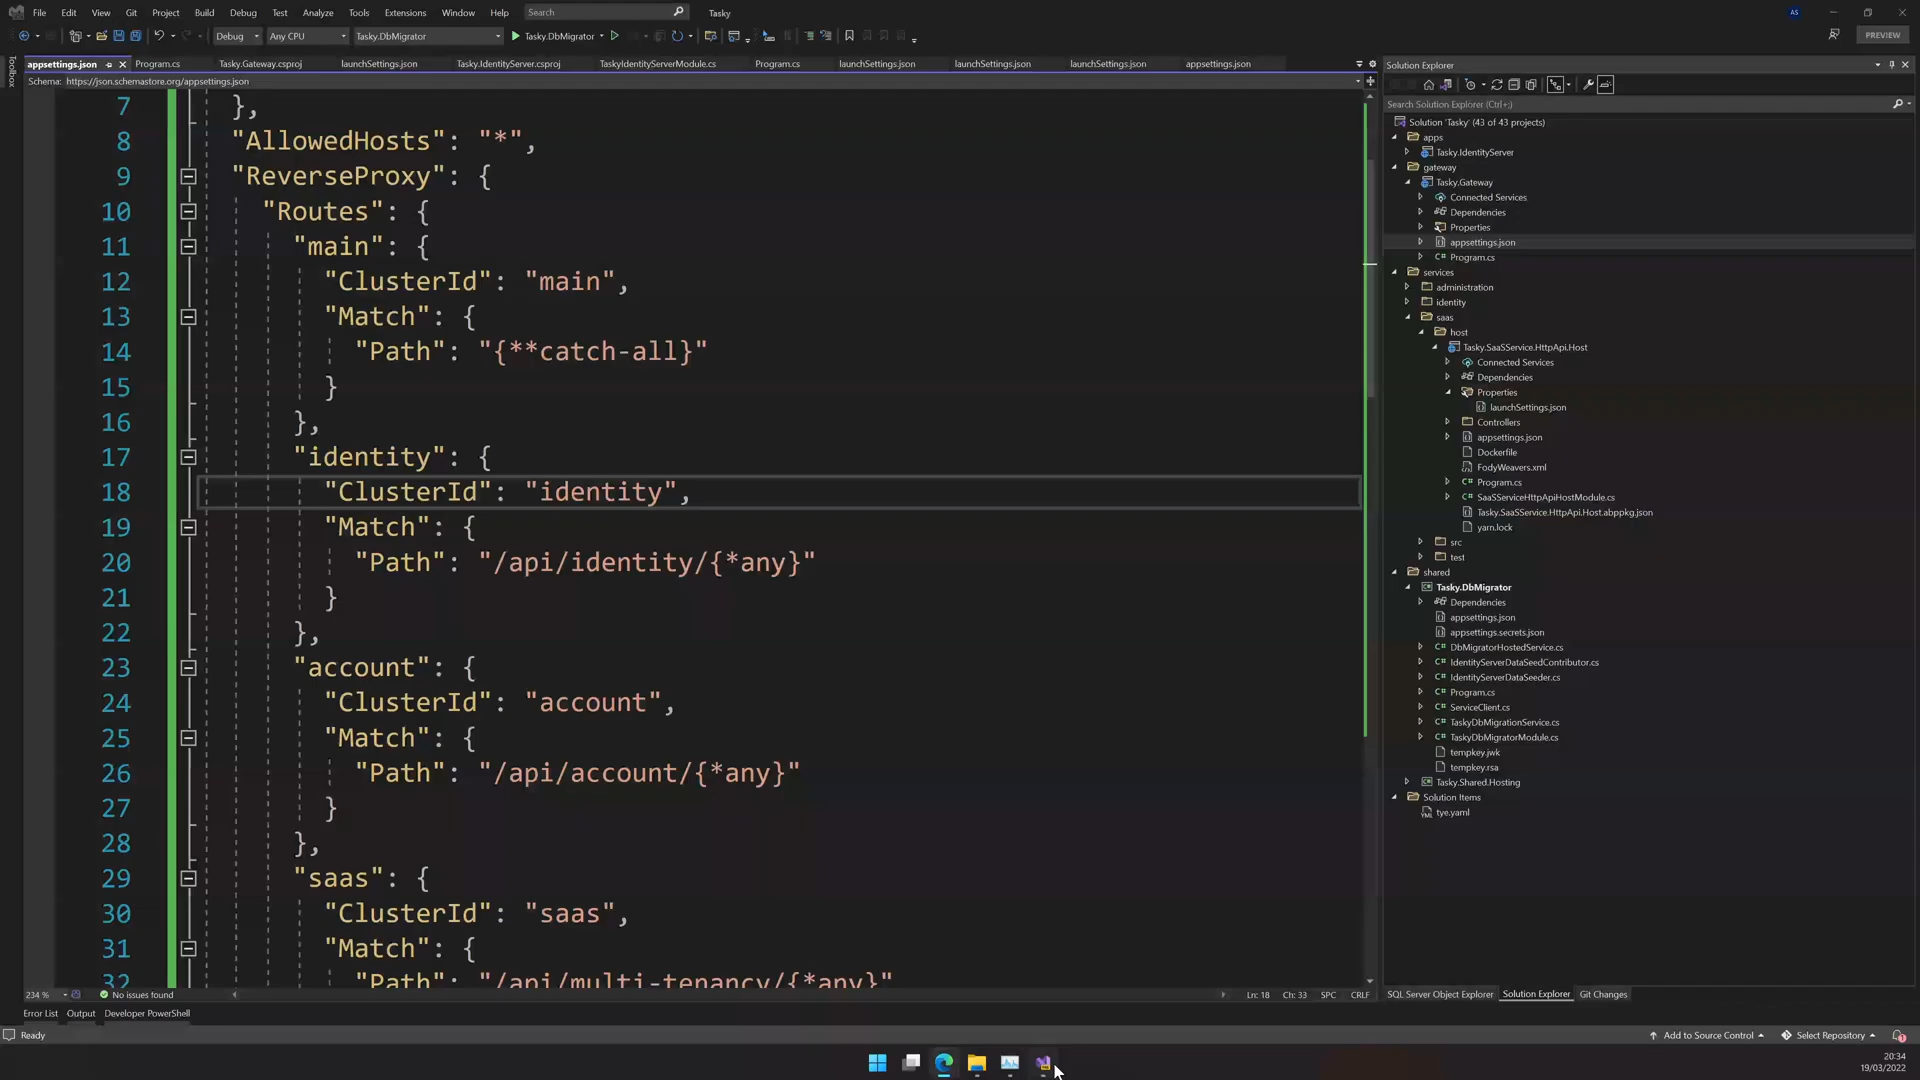 File Edit View Git Project Build Debug Test Analyze Tools Extensions Window Help Search Tasky AS
Debug Any CPU Tasky.DbMigrator Tasky.DbMigrator PREVIEW
Toolbox
appsettings.json Program.cs Tasky.Gateway.csproj launchSettings.json Tasky.IdentityServer.csproj TaskyIdentityServerModule.cs Program.cs launchSettings.json launchSettings.json launchSettings.json appsettings.json
Schema: https://json.schemastore.org/appsettings.json
7 },
8 "AllowedHosts": "*",
9 "ReverseProxy": {
10 "Routes": {
11 "main": {
12 "ClusterId": "main",
13 "Match": {
14 "Path": "{**catch-all}"
15 }
16 },
17 "identity": {
18 "ClusterId": "identity",
19 "Match": {
20 "Path": "/api/identity/{*any}"
21 }
22 },
23 "account": {
24 "ClusterId": "account",
25 "Match": {
26 "Path": "/api/account/{*any}"
27 }
28 },
29 "saas": {
30 "ClusterId": "saas",
31 "Match": {
32 "Path": "/api/multi-tenancy/{*any}"
234 % No issues found Ln: 18 Ch: 33 SPC CRLF
Error List Output Developer PowerShell
Solution Explorer
Search Solution Explorer (Ctrl+;)
Solution 'Tasky' (43 of 43 projects)
apps
Tasky.IdentityServer
gateway
Tasky.Gateway
Connected Services
Dependencies
Properties
appsettings.json
C# Program.cs
services
administration
identity
saas
host
Tasky.SaaSService.HttpApi.Host
Connected Services
Dependencies
Properties
launchSettings.json
Controllers
appsettings.json
Dockerfile
FodyWeavers.xml
C# Program.cs
C# SaaSServiceHttpApiHostModule.cs
Tasky.SaaSService.HttpApi.Host.abppkg.json
yarn.lock
src
test
shared
Tasky.DbMigrator
Dependencies
appsettings.json
appsettings.secrets.json
C# DbMigratorHostedService.cs
C# IdentityServerDataSeedContributor.cs
C# IdentityServerDataSeeder.cs
C# Program.cs
C# ServiceClient.cs
C# TaskyDbMigrationService.cs
C# TaskyDbMigratorModule.cs
tempkey.jwk
tempkey.rsa
Tasky.Shared.Hosting
Solution Items
tye.yaml
SQL Server Object Explorer Solution Explorer Git Changes
Ready Add to Source Control Select Repository
20:34
19/03/2022